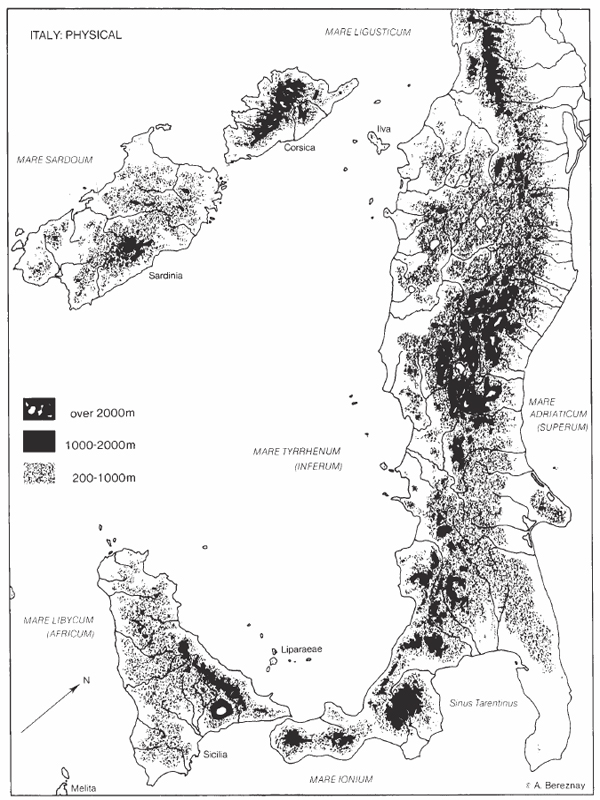 ITALY: PHYSICAL
MARE LIGUSTICUM
Ilva
Corsica
MARE SARDOUM
Sardinia
over 2000m
1000-2000m
200-1000m
MARE
ADRIATICUM
(SUPERUM)
MARE TYRRHENUM
(INFERUM)
MARE LIBYCUM
(AFRICUM)
Liparaeae
N
Sinus Tarentinus
Sicilia
MARE IONIUM
Melita
© A. Bereznay